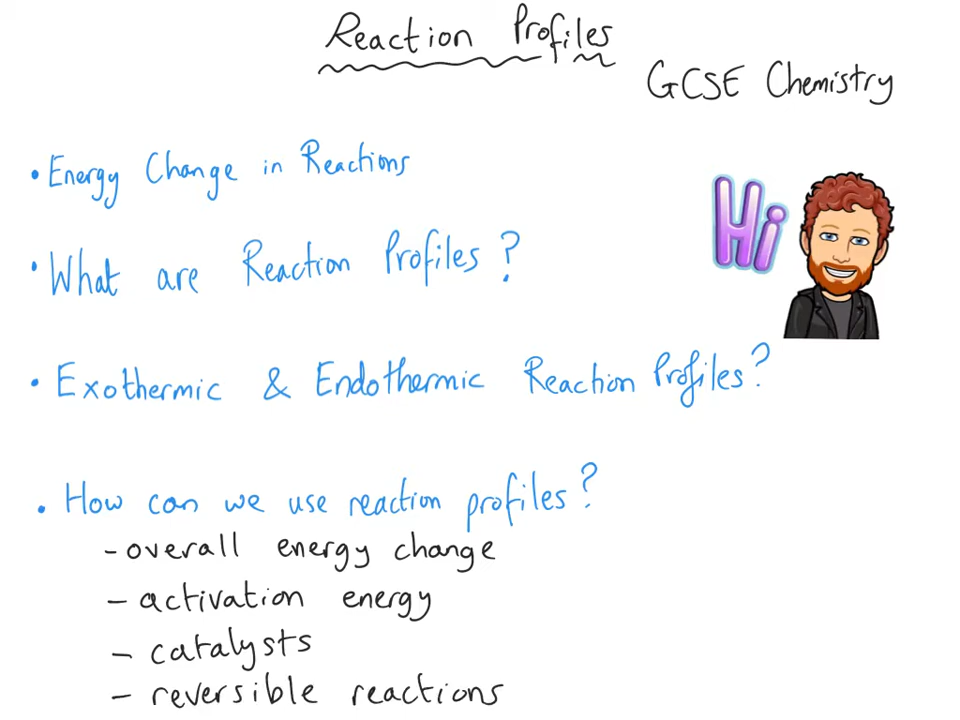 Reaction Profiles
GCSE Chemistry
• Energy Change in Reactions
Hi
• What are Reaction Profiles?
• Exothermic & Endothermic Reaction Profiles?
• How can we use reaction profiles?
- overall energy change
- activation energy
- catalysts
- reversible reactions